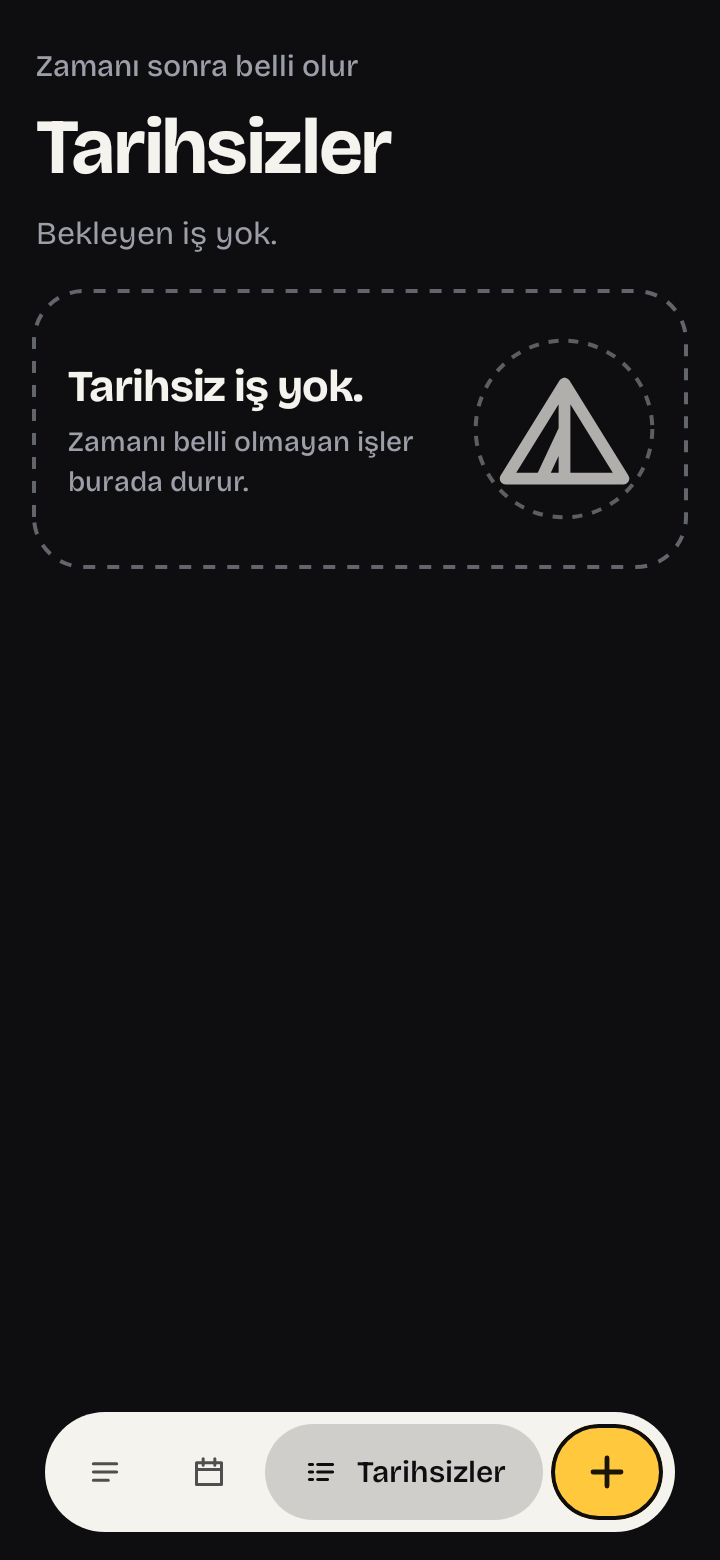 Zamanı sonra belli olur
Tarihsizler
Bekleyen iş yok.
Tarihsiz iş yok.
Zamanı belli olmayan işler
burada durur.
Tarihsizler